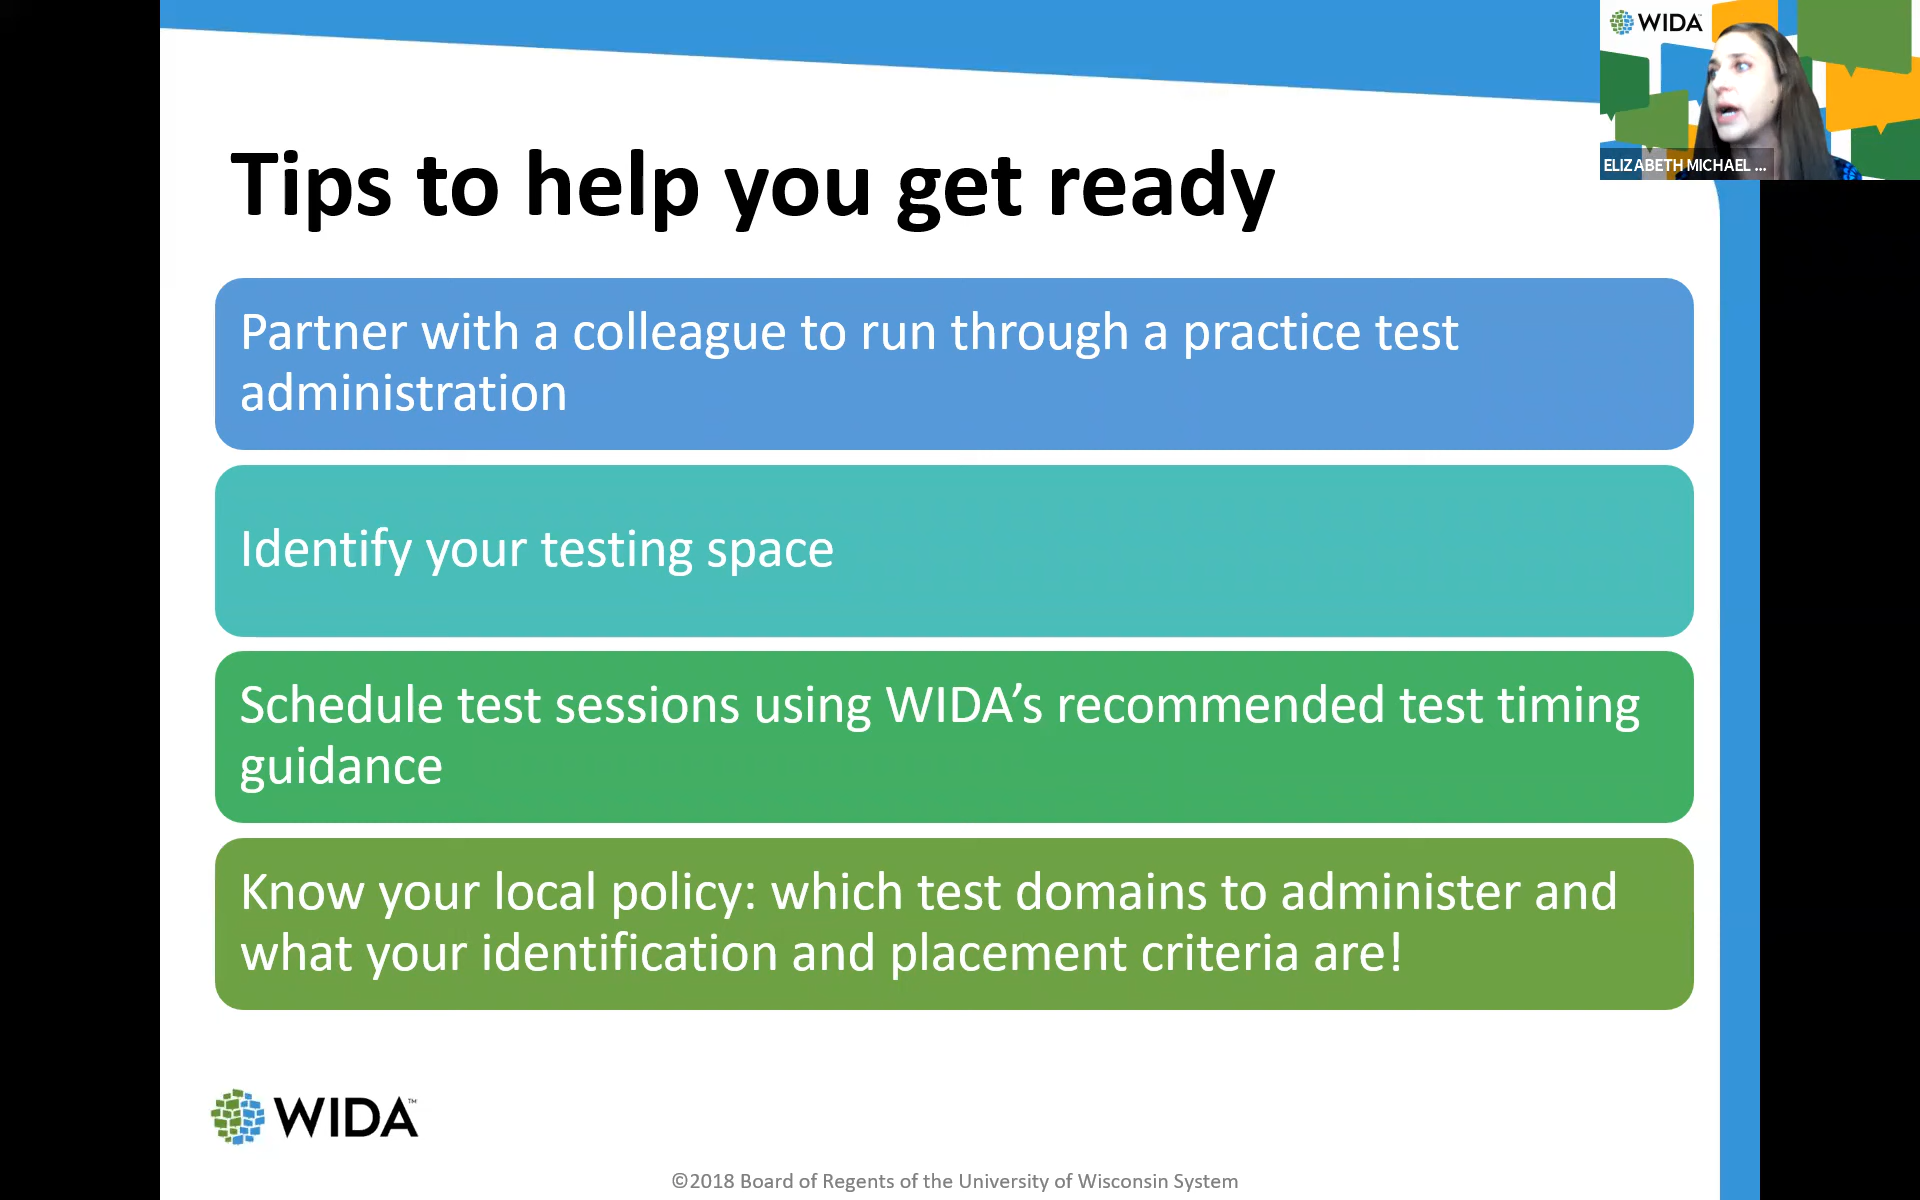 WIDA
ELIZABETH MICHAEL ...
Tips to help you get ready
Partner with a colleague to run through a practice test
administration
Identify your testing space
Schedule test sessions using WIDA’s recommended test timing
guidance
Know your local policy: which test domains to administer and
what your identification and placement criteria are!
WIDA™
©2018 Board of Regents of the University of Wisconsin System